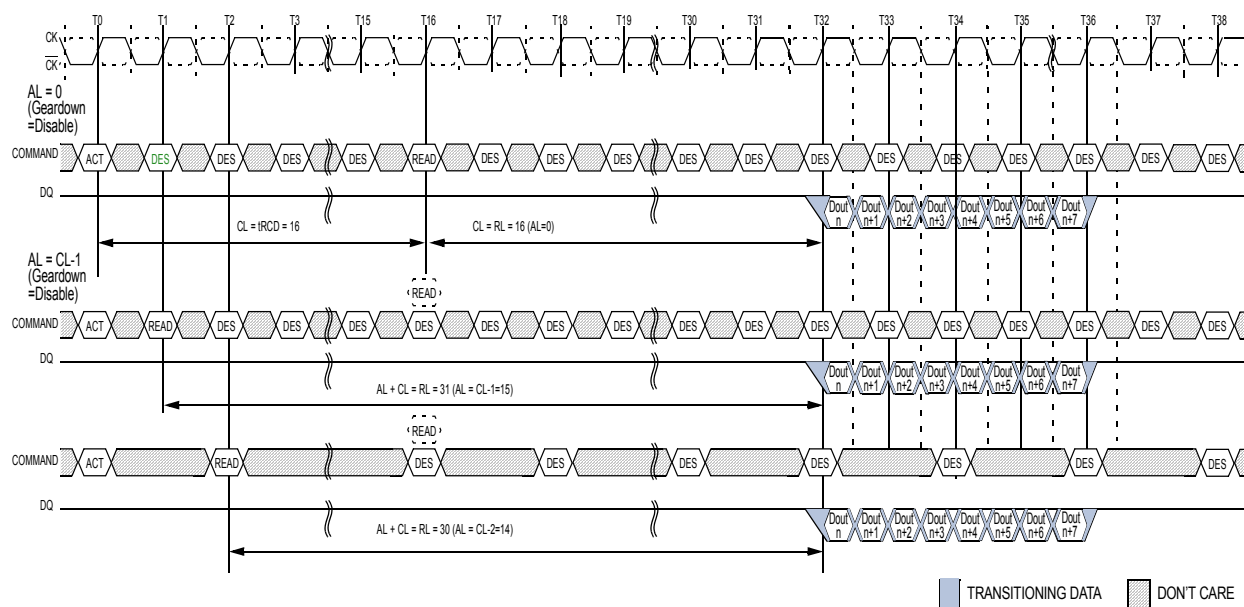 T0 T1 T2 T3 T15 T16 T17 T18 T19 T30 T31 T32 T33 T34 T35 T36 T37 T38
CK
CK
AL = 0
(Geardown
=Disable)
COMMAND ACT DES DES DES DES READ DES DES DES DES DES DES DES DES DES DES DES DES
DQ
Dout n Dout n+1 Dout n+2 Dout n+3 Dout n+4 Dout n+5 Dout n+6 Dout n+7
CL = tRCD = 16
CL = RL = 16 (AL=0)
AL = CL-1
(Geardown
=Disable)
READ
COMMAND ACT READ DES DES DES DES DES DES DES DES DES DES DES DES DES DES DES DES
DQ
Dout n Dout n+1 Dout n+2 Dout n+3 Dout n+4 Dout n+5 Dout n+6 Dout n+7
AL + CL = RL = 31 (AL = CL-1=15)
READ
COMMAND ACT READ DES DES DES DES DES DES DES
DQ
Dout n Dout n+1 Dout n+2 Dout n+3 Dout n+4 Dout n+5 Dout n+6 Dout n+7
AL + CL = RL = 30 (AL = CL-2=14)
TRANSITIONING DATA
DON'T CARE